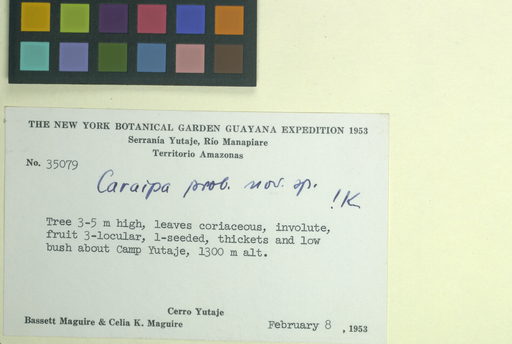 THE NEW YORK BOTANICAL GARDEN GUAYANA EXPEDITION 1953
Serranía Yutaje, Rio Manapiare
Territorio Amazonas
No. 35079
Caraipa prob. nov. sp.
!K
Tree 3-5 m high, leaves coriaceous, involute,
fruit 3-locular, 1-seeded, thickets and low
bush about Camp Yutaje, 1300 m alt.
Cerro Yutaje
Bassett Maguire & Celia K. Maguire
February 8 , 1953